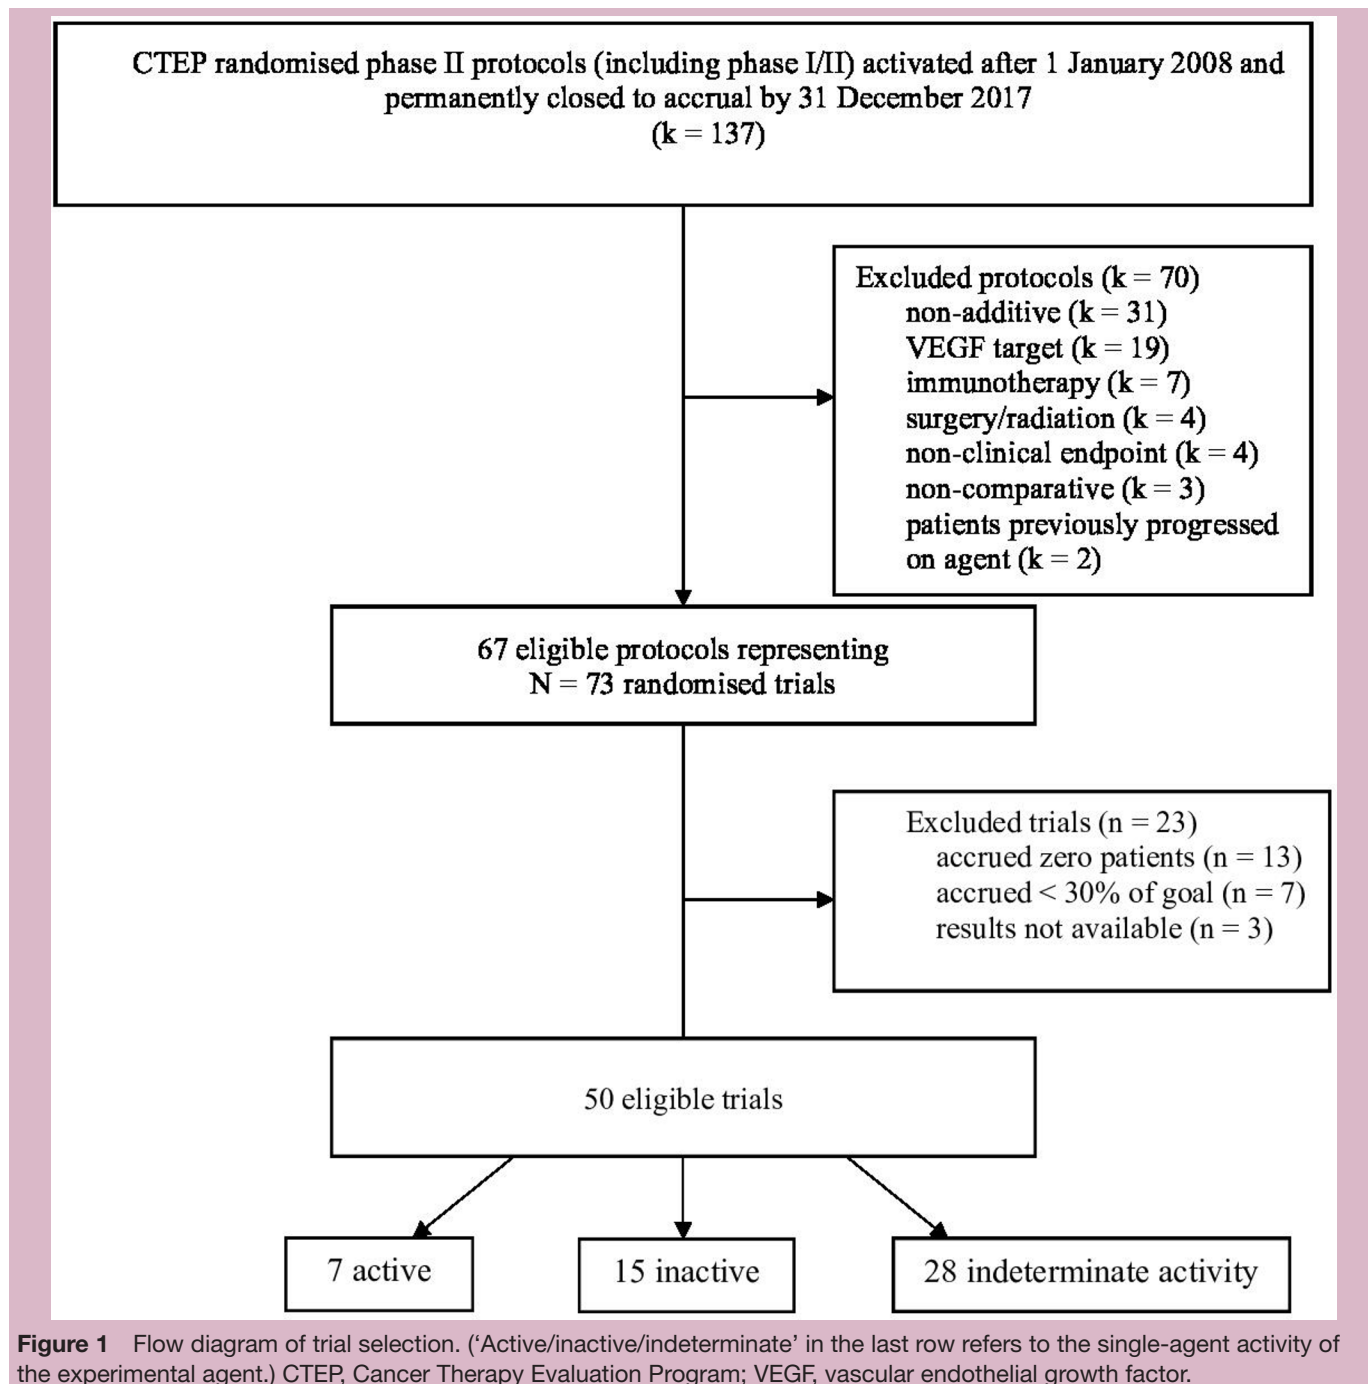 CTEP randomised phase II protocols (including phase I/II) activated after 1 January 2008 and
permanently closed to accrual by 31 December 2017
(k = 137)
Excluded protocols (k = 70)
non-additive (k = 31)
VEGF target (k = 19)
immunotherapy (k = 7)
surgery/radiation (k = 4)
non-clinical endpoint (k = 4)
non-comparative (k = 3)
patients previously progressed
on agent (k = 2)
67 eligible protocols representing
N = 73 randomised trials
Excluded trials (n = 23)
accrued zero patients (n = 13)
accrued < 30% of goal (n = 7)
results not available (n = 3)
50 eligible trials
7 active
15 inactive
28 indeterminate activity
Figure 1 Flow diagram of trial selection. (‘Active/inactive/indeterminate’ in the last row refers to the single-agent activity of
the experimental agent.) CTEP, Cancer Therapy Evaluation Program; VEGF, vascular endothelial growth factor.